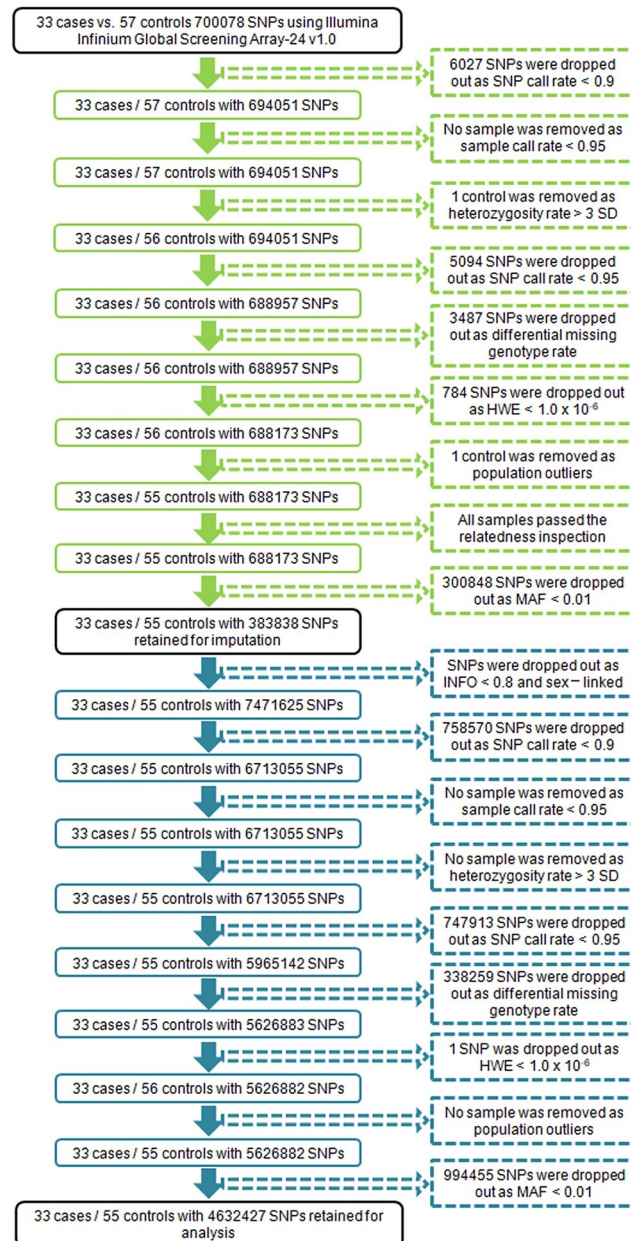 33 cases vs. 57 controls 700078 SNPs using Illumina
Infinium Global Screening Array-24 v1.0
6027 SNPs were dropped
out as SNP call rate < 0.9
33 cases / 57 controls with 694051 SNPs
No sample was removed as
sample call rate < 0.95
33 cases / 57 controls with 694051 SNPs
1 control was removed as
heterozygosity rate > 3 SD
33 cases / 56 controls with 694051 SNPs
5094 SNPs were dropped
out as SNP call rate < 0.95
33 cases / 56 controls with 688957 SNPs
3487 SNPs were dropped
out as differential missing
genotype rate
33 cases / 56 controls with 688957 SNPs
784 SNPs were dropped out
as HWE < 1.0 x 10⁻⁶
33 cases / 56 controls with 688173 SNPs
1 control was removed as
population outliers
33 cases / 55 controls with 688173 SNPs
All samples passed the
relatedness inspection
33 cases / 55 controls with 688173 SNPs
300848 SNPs were dropped
out as MAF < 0.01
33 cases / 55 controls with 383838 SNPs
retained for imputation
SNPs were dropped out as
INFO < 0.8 and sex–linked
33 cases / 55 controls with 7471625 SNPs
758570 SNPs were dropped
out as SNP call rate < 0.9
33 cases / 55 controls with 6713055 SNPs
No sample was removed as
sample call rate < 0.95
33 cases / 55 controls with 6713055 SNPs
No sample was removed as
heterozygosity rate > 3 SD
33 cases / 55 controls with 6713055 SNPs
747913 SNPs were dropped
out as SNP call rate < 0.95
33 cases / 55 controls with 5965142 SNPs
338259 SNPs were dropped
out as differential missing
genotype rate
33 cases / 55 controls with 5626883 SNPs
1 SNP was dropped out as
HWE < 1.0 x 10⁻⁶
33 cases / 56 controls with 5626882 SNPs
No sample was removed as
population outliers
33 cases / 55 controls with 5626882 SNPs
994455 SNPs were dropped
out as MAF < 0.01
33 cases / 55 controls with 4632427 SNPs retained for
analysis